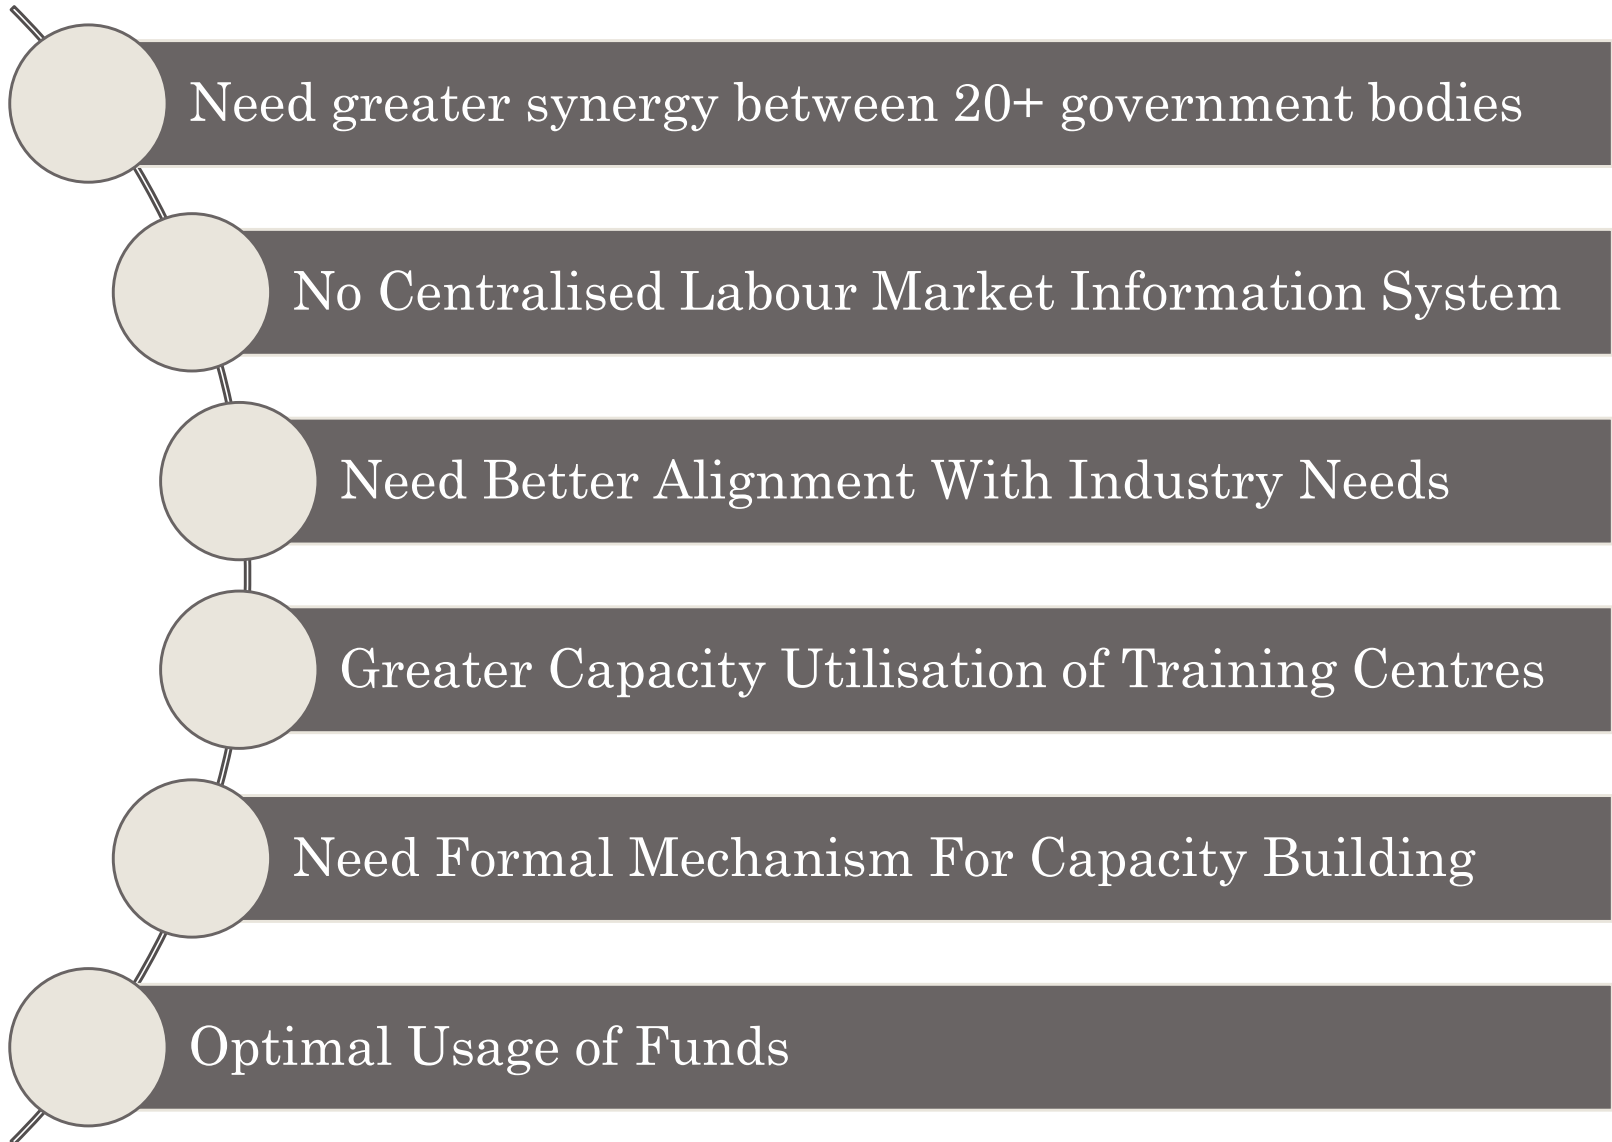 Need greater synergy between 20+ government bodies
No Centralised Labour Market Information System
Need Better Alignment With Industry Needs
Greater Capacity Utilisation of Training Centres
Need Formal Mechanism For Capacity Building
Optimal Usage of Funds